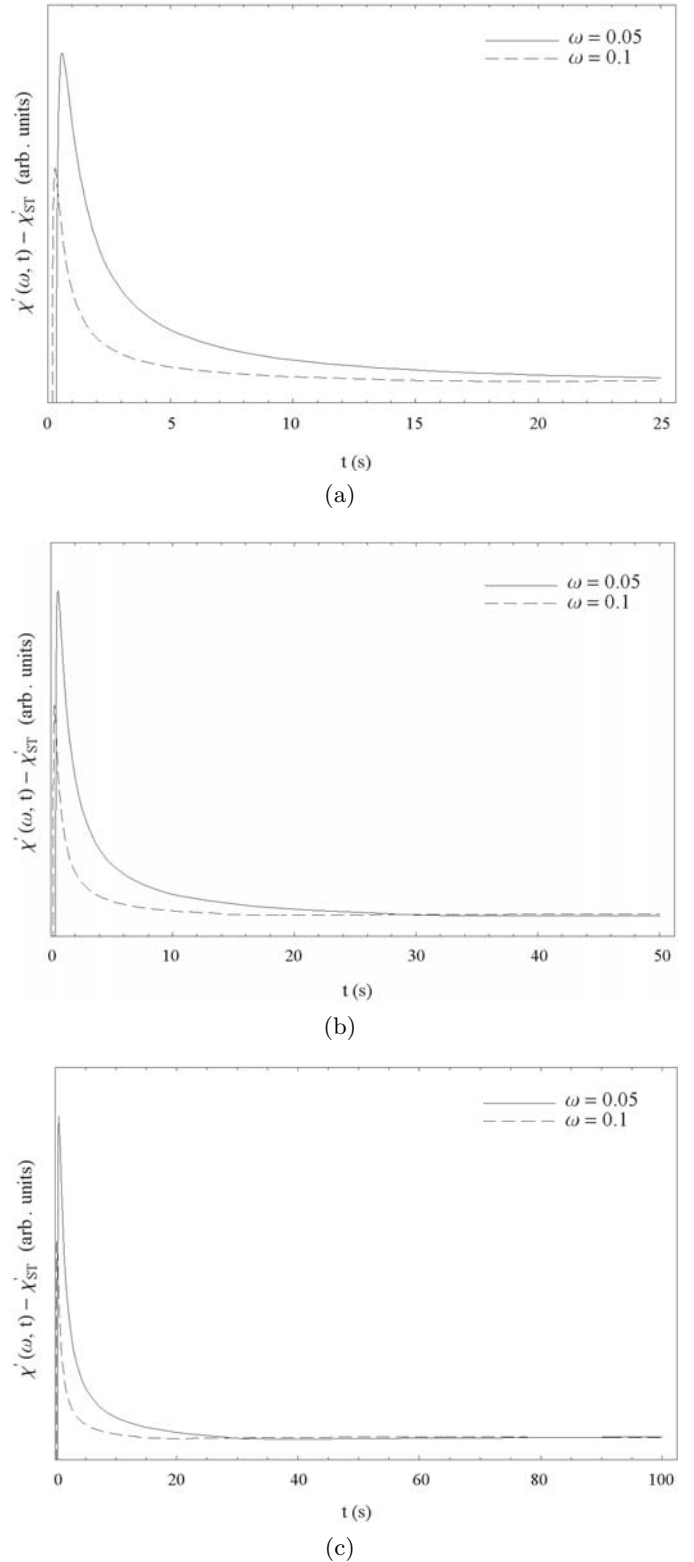 ω = 0.05
ω = 0.1
χ'(ω, t) − χ'ST (arb. units)
0 5 10 15 20 25
t (s)
(a)
ω = 0.05
ω = 0.1
χ'(ω, t) − χ'ST (arb. units)
0 10 20 30 40 50
t (s)
(b)
ω = 0.05
ω = 0.1
χ'(ω, t) − χ'ST (arb. units)
0 20 40 60 80 100
t (s)
(c)